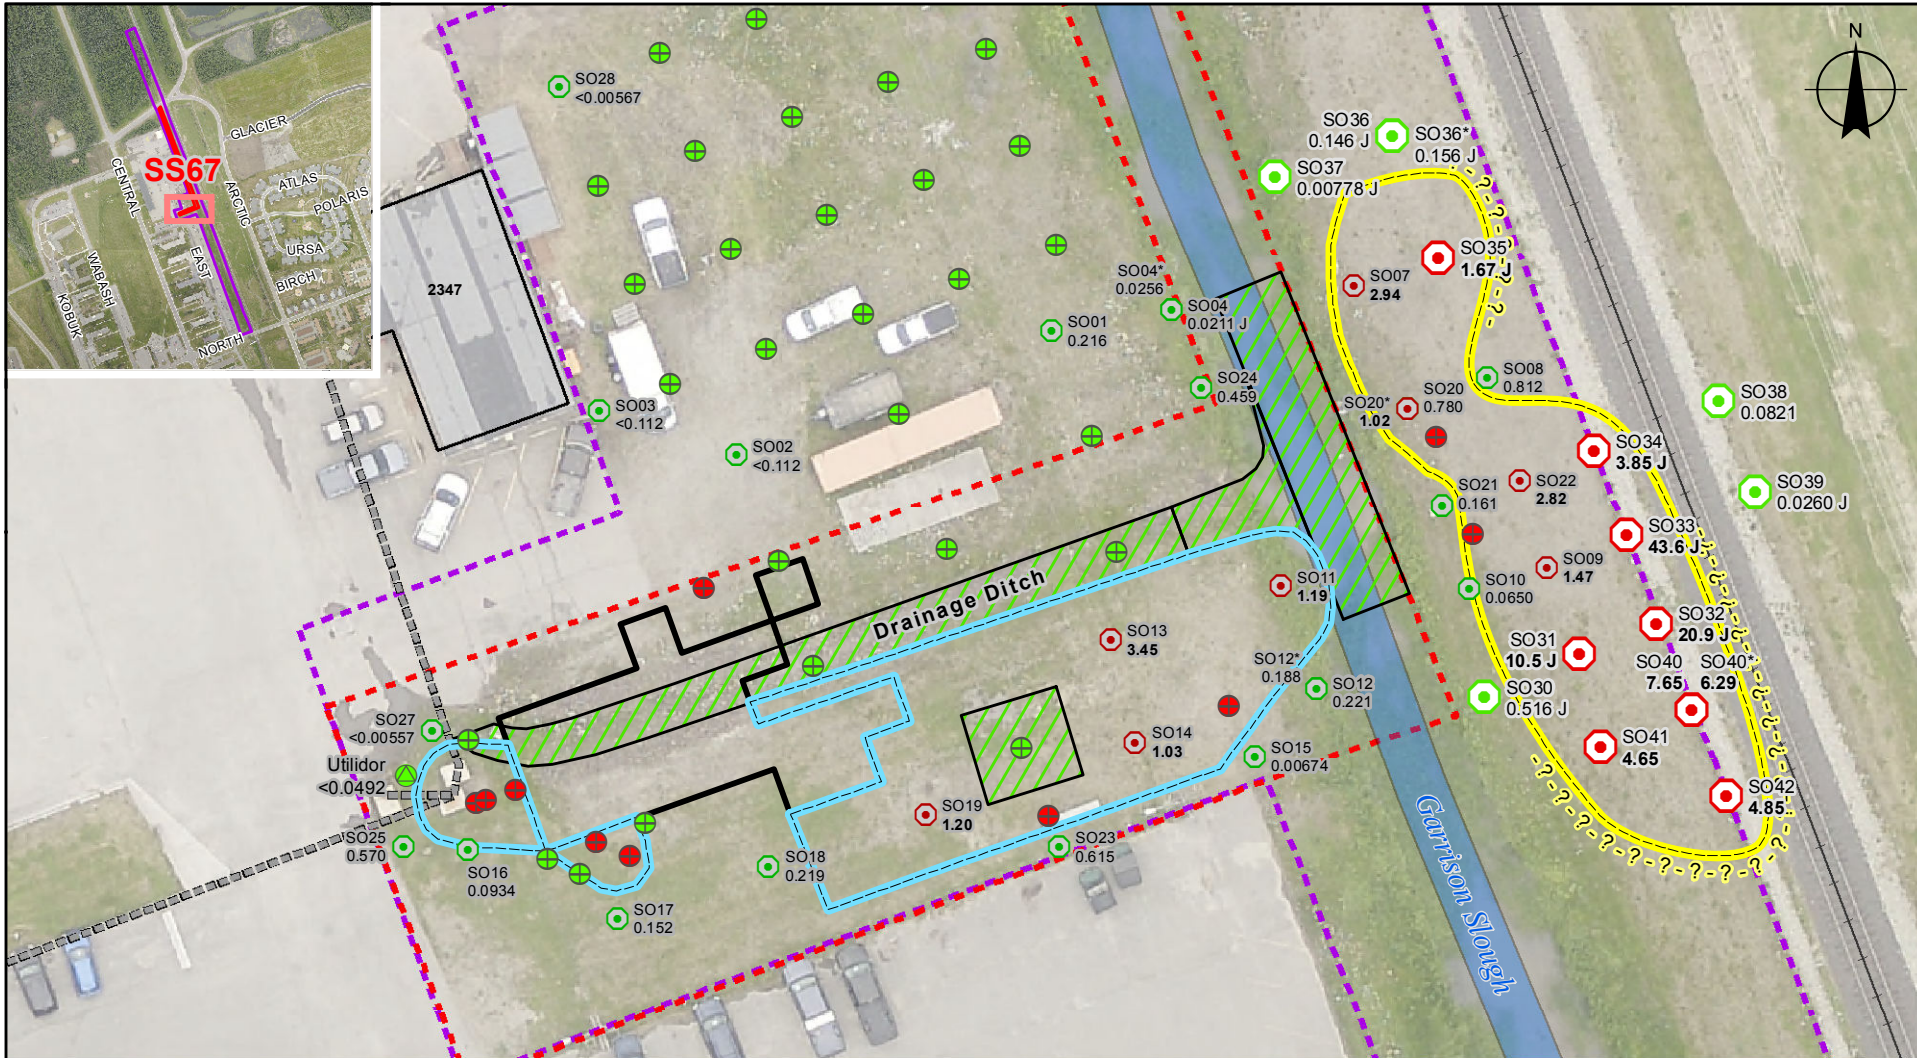 GLACIER
SS67
CENTRAL
ARCTIC
ATLAS
POLARIS
EAST
URSA
WABASH
BIRCH
KOBUK
NORTH
N
SO28
<0.00567
2347
SO03
<0.112
SO02
<0.112
SO01
0.216
SO04*
0.0256
SO04
0.0211 J
SO24
0.459
SO36
0.146 J
SO36*
0.156 J
SO37
0.00778 J
SO35
1.67 J
SO07
2.94
SO08
0.812
SO20*
1.02
SO20
0.780
SO38
0.0821
SO34
3.85 J
SO22
2.82
SO21
0.161
SO39
0.0260 J
SO33
43.6 J
SO09
1.47
SO10
0.0650
SO32
20.9 J
SO31
10.5 J
SO40
7.65
SO40*
6.29
SO30
0.516 J
SO41
4.65
SO42
4.85
Drainage Ditch
SO11
1.19
SO13
3.45
SO12*
0.188
SO12
0.221
SO14
1.03
SO15
0.00674
SO19
1.20
SO23
0.615
SO18
0.219
SO27
<0.00557
Utilidor
<0.0492
SO25
0.570
SO16
0.0934
SO17
0.152
Garrison Slough
-?-?-?-?-?-
-?-?-?-?-?-?-?-?-?-?-?-?-?-